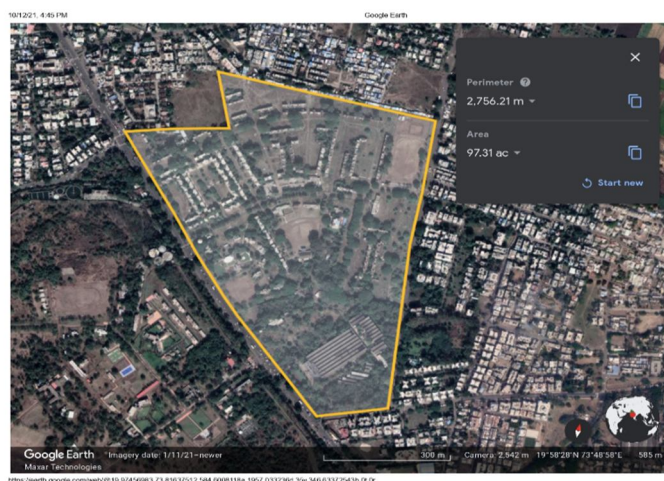 10/12/21, 4:45 PM
Google Earth
Perimeter
2,756.21 m
Area
97.31 ac
Start new
Google Earth
Imagery date: 1/11/21-newer
Maxar Technologies
300 m
Camera: 2,542 m 19°58'28"N 73°48'58"E 585 m